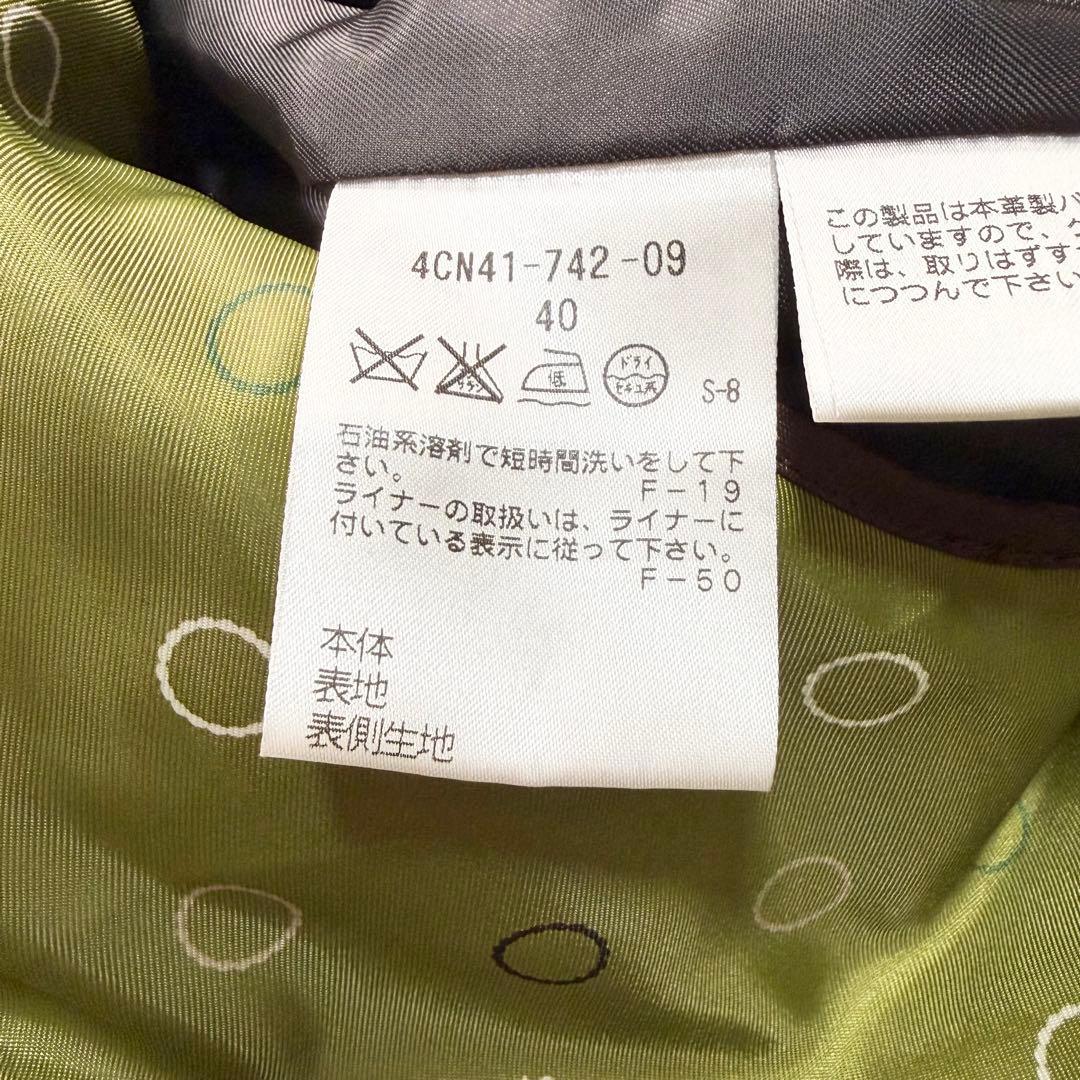 4CN41-742-09
40
低
ドライ
セキユ系
S-8
石油系溶剤で短時間洗いをして下
さい。
F-19
ライナーの取扱いは、ライナーに
付いている表示に従って下さい。
F-50
本体
表地
表側生地
この製品は本革製
していますので、
際は、取りはずす
につつんで下さい